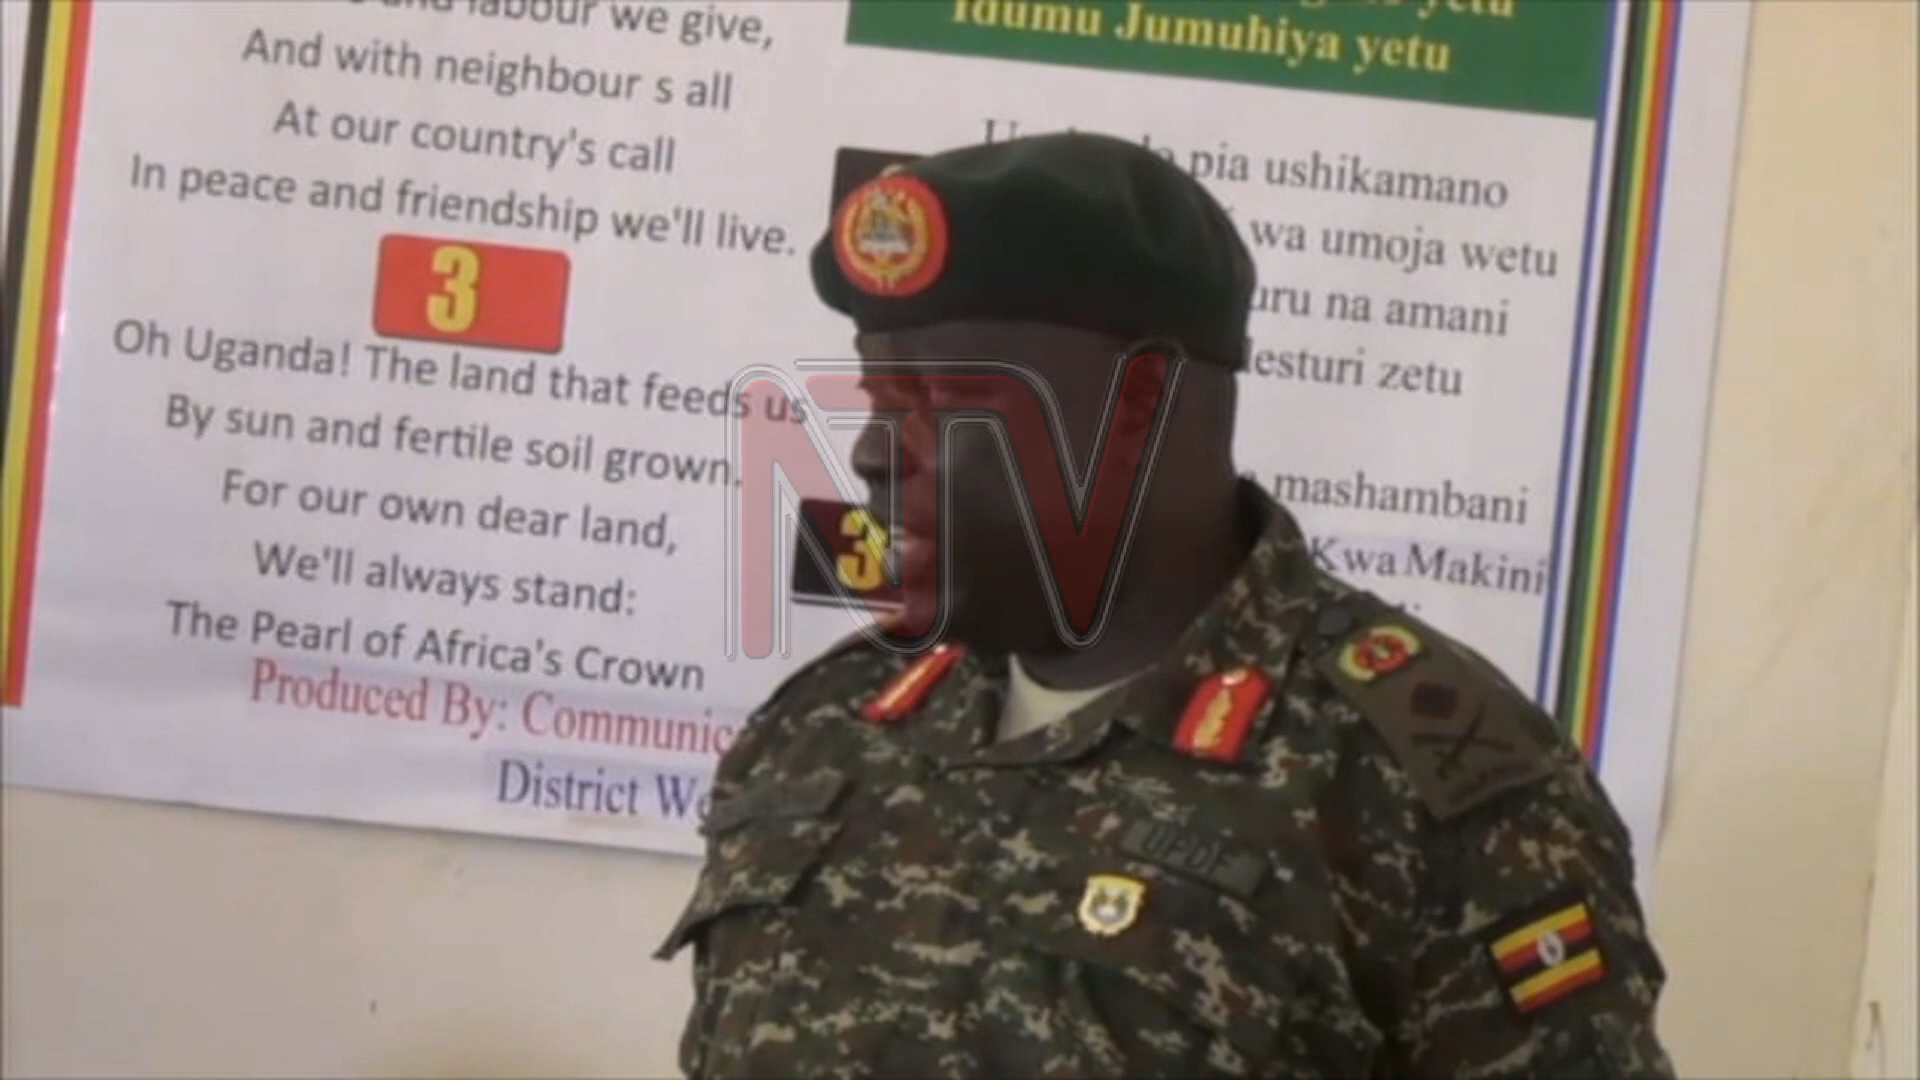 labour we give,
And with neighbour s all
At our country's call
In peace and friendship we'll live.
3
Oh Uganda! The land that feeds us
By sun and fertile soil grown.
For our own dear land,
We'll always stand:
The Pearl of Africa's Crown
Produced By: Communic
District We
yetu
Idumu Jumuhiya yetu
pia ushikamano
wa umoja wetu
uru na amani
desturi zetu
3
mashambani
Kwa Makini
NTV
UPDF